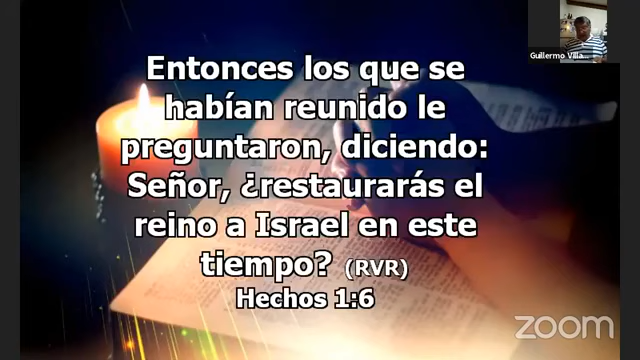 Guillermo Villa...
Entonces los que se
habían reunido le
preguntaron, diciendo:
Señor, ¿restaurarás el
reino a Israel en este
tiempo? (RVR)
Hechos 1:6
zoom